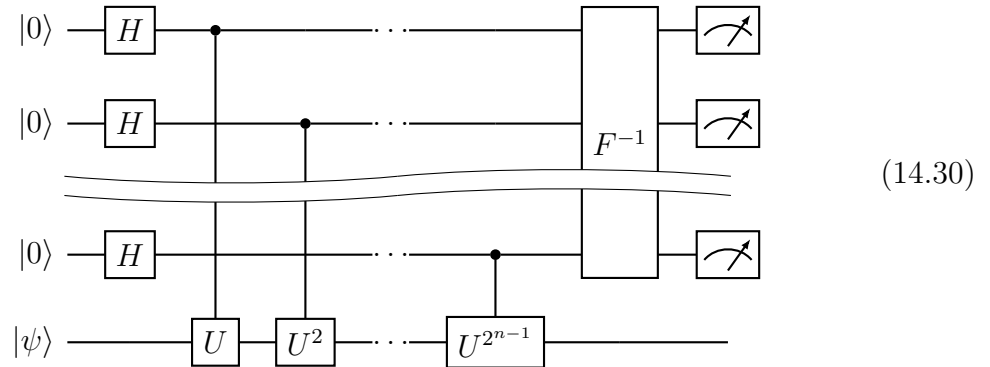 |0⟩ H
|0⟩ H
F⁻¹
(14.30)
|0⟩ H
|ψ⟩ U U² U^{2^{n−1}}